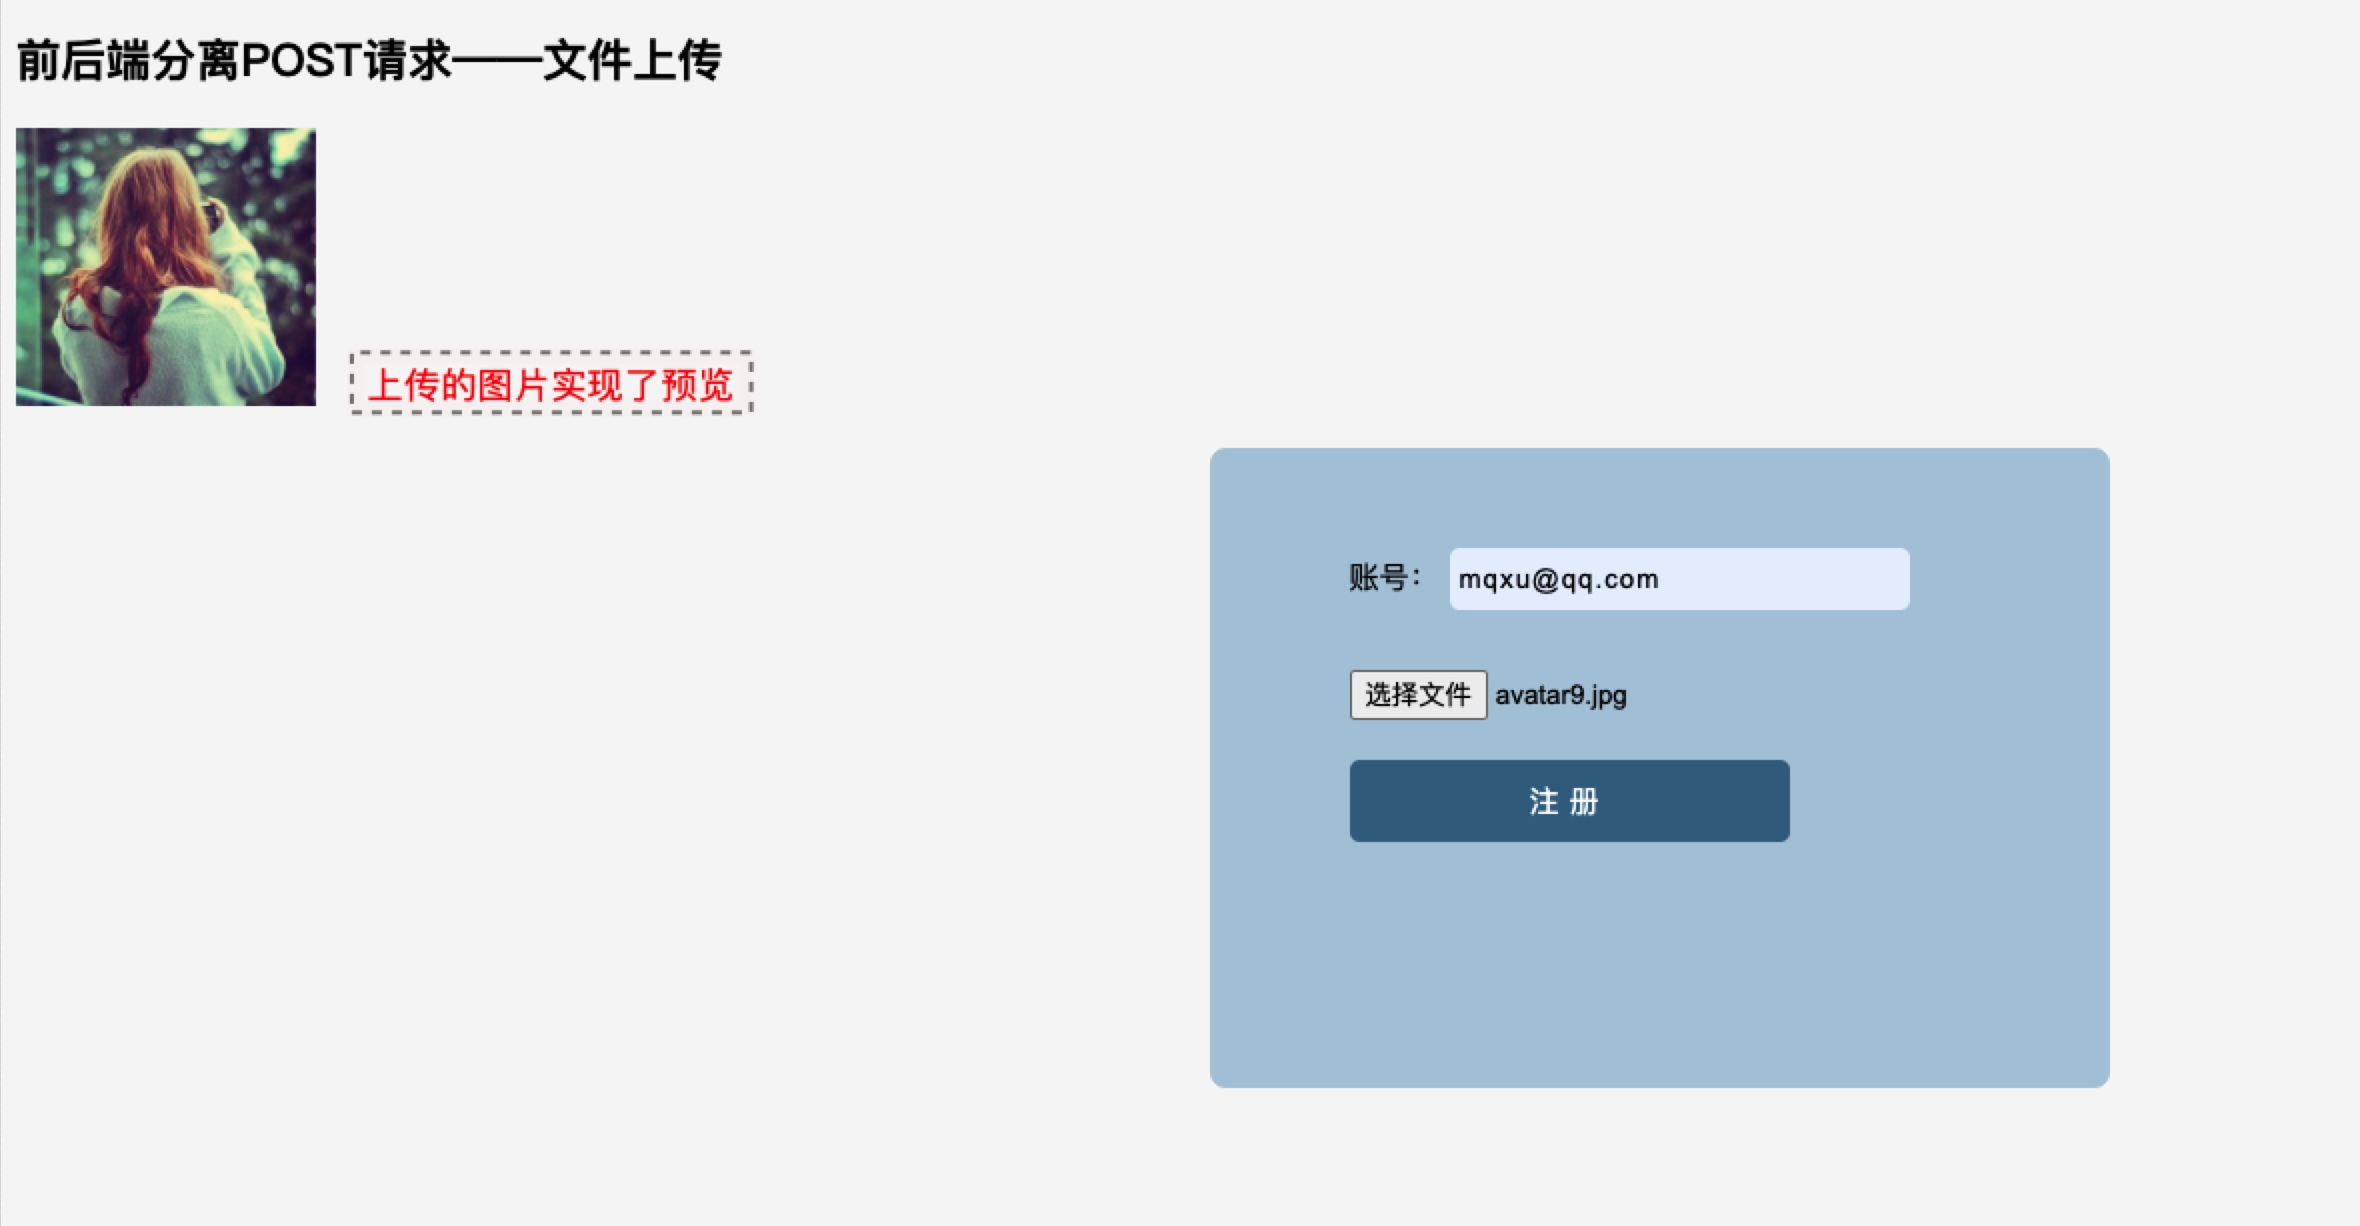 前后端分离POST请求——文件上传
上传的图片实现了预览
账号： mqxu@qq.com
选择文件 avatar9.jpg
注 册